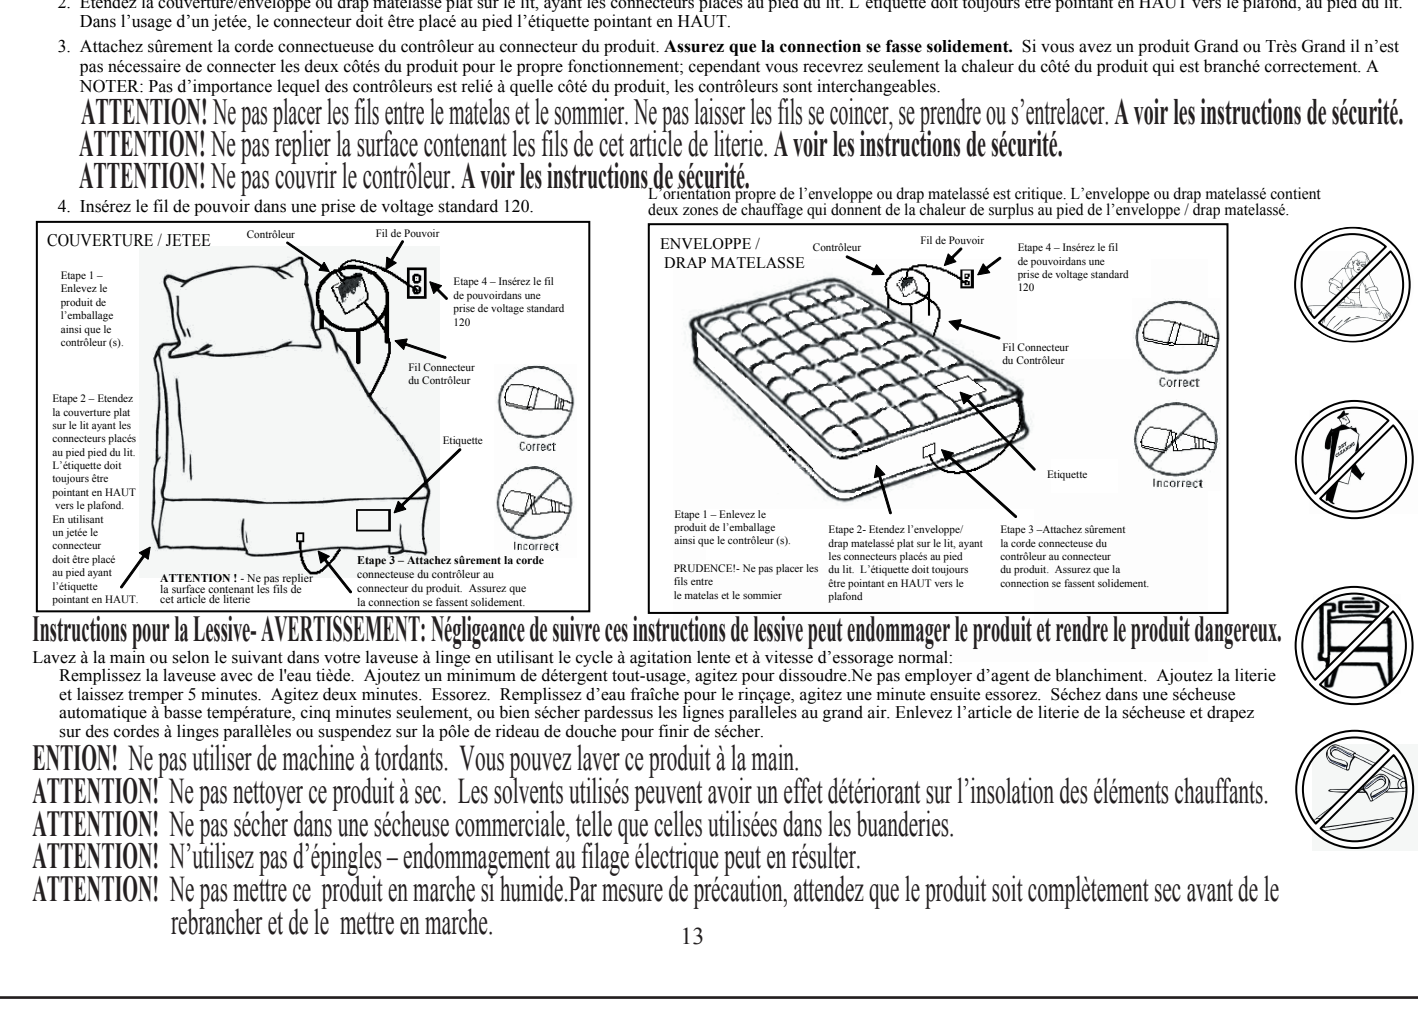 2. Etendez la couverture/enveloppe ou drap matelassé plat sur le lit, ayant les connecteurs placés au pied du lit. L'étiquette doit toujours être pointant en HAUT vers le plafond, au pied du lit.
Dans l'usage d'un jetée, le connecteur doit être placé au pied l'étiquette pointant en HAUT.
3. Attachez sûrement la corde connectueuse du contrôleur au connecteur du produit. Assurez que la connection se fasse solidement. Si vous avez un produit Grand ou Très Grand il n'est
pas nécessaire de connecter les deux côtés du produit pour le propre fonctionnement; cependant vous recevrez seulement la chaleur du côté du produit qui est branché correctement. A
NOTER: Pas d'importance lequel des contrôleurs est relié à quelle côté du produit, les contrôleurs sont interchangeables.
ATTENTION! Ne pas placer les fils entre le matelas et le sommier. Ne pas laisser les fils se coincer, se prendre ou s'entrelacer. A voir les instructions de sécurité.
ATTENTION! Ne pas replier la surface contenant les fils de cet article de literie. A voir les instructions de sécurité.
ATTENTION! Ne pas couvrir le contrôleur. A voir les instructions de sécurité.
4. Insérez le fil de pouvoir dans une prise de voltage standard 120.
L'orientation propre de l'enveloppe ou drap matelassé est critique. L'enveloppe ou drap matelassé contient
deux zones de chauffage qui donnent de la chaleur de surplus au pied de l'enveloppe / drap matelassé.
COUVERTURE / JETEE
Contrôleur
Fil de Pouvoir
Etape 1 –
Enlevez le
produit de
l'emballage
ainsi que le
contrôleur (s).
Etape 4 – Insérez le fil
de pouvoirdans une
prise de voltage standard
120
Fil Connecteur
du Contrôleur
Etape 2 – Etendez
la couverture plat
sur le lit ayant les
connecteurs placés
au pied pied du lit.
L'étiquette doit
toujours être
pointant en HAUT
vers le plafond.
En utilisant
un jetée le
connecteur
doit être placé
au pied ayant
l'étiquette
pointant en HAUT.
Etiquette
Correct
Incorrect
ATTENTION ! - Ne pas replier
la surface contenant les fils de
cet article de literie
Etape 3 – Attachez sûrement la corde
connecteuse du contrôleur au
connecteur du produit. Assurez que
la connection se fassent solidement.
ENVELOPPE /
DRAP MATELASSE
Contrôleur
Fil de Pouvoir
Etape 4 – Insérez le fil
de pouvoirdans une
prise de voltage standard
120
Fil Connecteur
du Contrôleur
Correct
Etiquette
Incorrect
Etape 1 – Enlevez le
produit de l'emballage
ainsi que le contrôleur (s).
PRUDENCE!- Ne pas placer les
fils entre
le matelas et le sommier
Etape 2- Etendez l'enveloppe/
drap matelassé plat sur le lit, ayant
les connecteurs placés au pied
du lit. L'étiquette doit toujours
être pointant en HAUT vers le
plafond
Etape 3 –Attachez sûrement
la corde connecteuse du
contrôleur au connecteur
du produit. Assurez que la
connection se fassent solidement.
DRY
CLEANING
Instructions pour la Lessive- AVERTISSEMENT: Négligeance de suivre ces instructions de lessive peut endommager le produit et rendre le produit dangereux.
Lavez à la main ou selon le suivant dans votre laveuse à linge en utilisant le cycle à agitation lente et à vitesse d'essorage normal:
Remplissez la laveuse avec de l'eau tiède. Ajoutez un minimum de détergent tout-usage, agitez pour dissoudre.Ne pas employer d'agent de blanchiment. Ajoutez la literie
et laissez tremper 5 minutes. Agitez deux minutes. Essorez. Remplissez d'eau fraîche pour le rinçage, agitez une minute ensuite essorez. Séchez dans une sécheuse
automatique à basse température, cinq minutes seulement, ou bien sécher pardessus les lignes paralleles au grand air. Enlevez l'article de literie de la sécheuse et drapez
sur des cordes à linges parallèles ou suspendez sur la pôle de rideau de douche pour finir de sécher.
ENTION! Ne pas utiliser de machine à tordants. Vous pouvez laver ce produit à la main.
ATTENTION! Ne pas nettoyer ce produit à sec. Les solvents utilisés peuvent avoir un effet détériorant sur l'insolation des éléments chauffants.
ATTENTION! Ne pas sécher dans une sécheuse commerciale, telle que celles utilisées dans les buanderies.
ATTENTION! N'utilisez pas d'épingles – endommagement au filage électrique peut en résulter.
ATTENTION! Ne pas mettre ce produit en marche si humide.Par mesure de précaution, attendez que le produit soit complètement sec avant de le
rebrancher et de le mettre en marche.
13